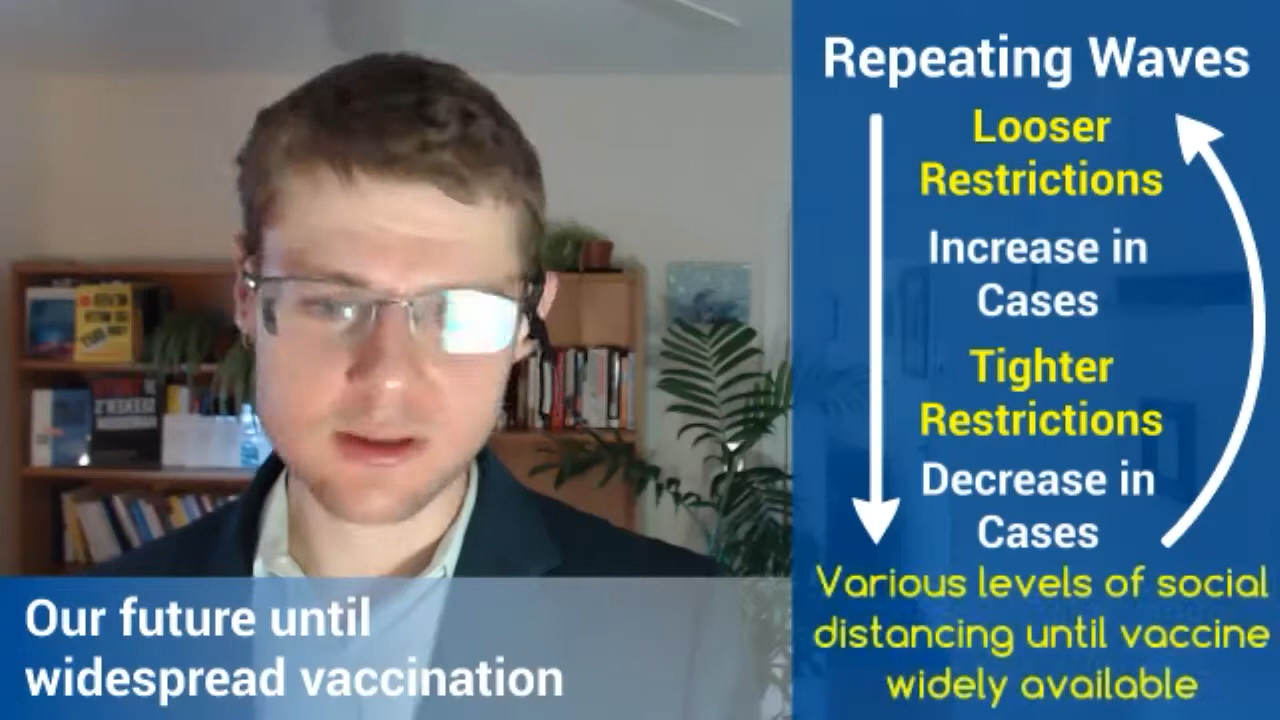 Repeating Waves
Looser
Restrictions
Increase in
Cases
Tighter
Restrictions
Decrease in
Cases
Various levels of social
distancing until vaccine
widely available
Our future until
widespread vaccination